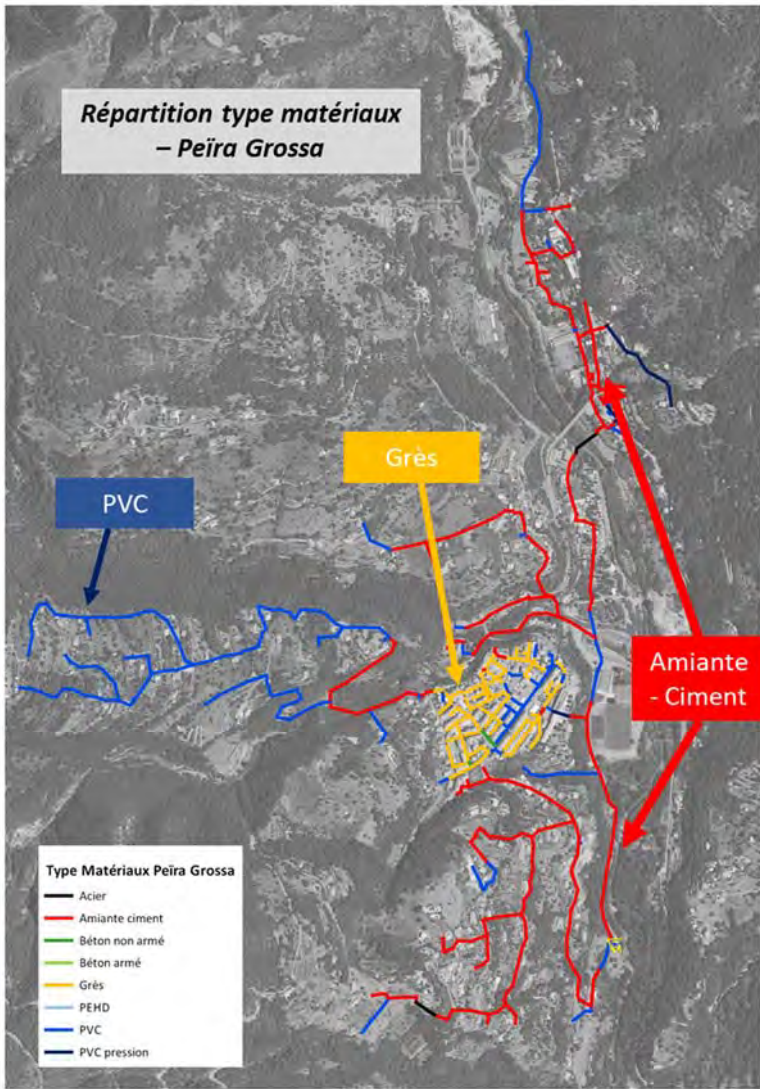 Répartition type matériaux
– Peïra Grossa
Grès
PVC
Amiante
- Ciment
Type Matériaux Peïra Grossa
Acier
Amiante ciment
Béton non armé
Béton armé
Grès
PEHD
PVC
PVC pression